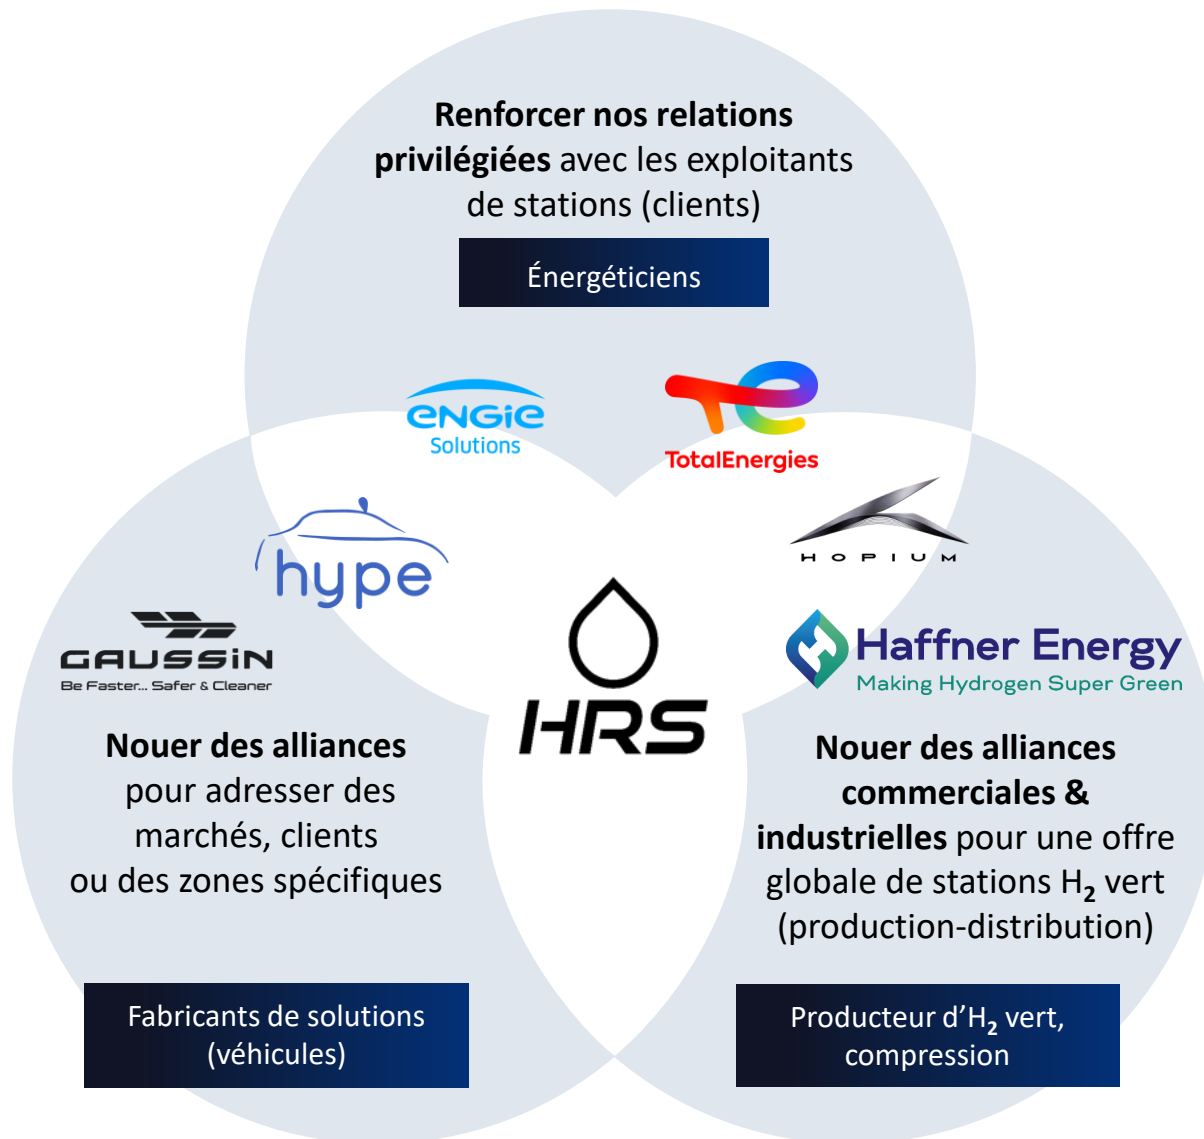 Renforcer nos relations
privilégiées avec les exploitants
de stations (clients)
Énergéticiens
ENGIE
Solutions
TotalEnergies
hype
HOPIUM
GAUSSIN
Be Faster... Safer & Cleaner
HRS
Haffner Energy
Making Hydrogen Super Green
Nouer des alliances
pour adresser des
marchés, clients
ou des zones spécifiques
Nouer des alliances
commerciales &
industrielles pour une offre
globale de stations H₂ vert
(production-distribution)
Fabricants de solutions
(véhicules)
Producteur d’H₂ vert,
compression